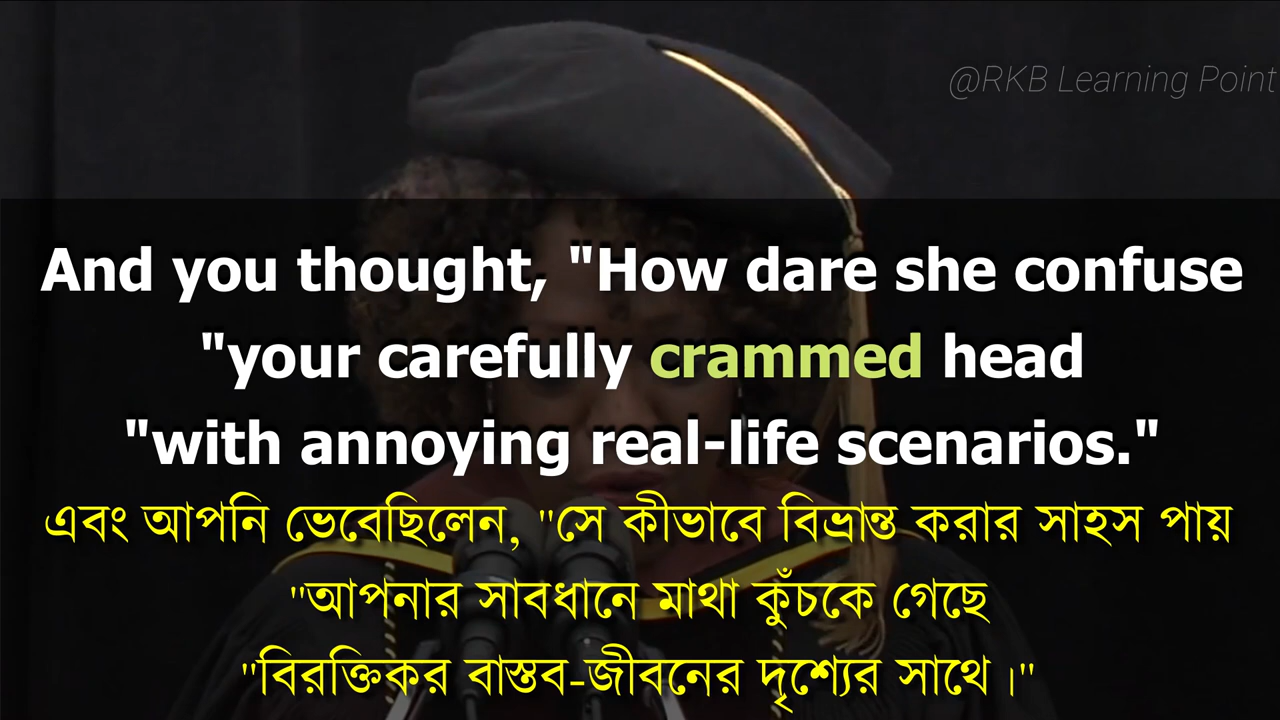 @RKB Learning Point
And you thought, "How dare she confuse
"your carefully crammed head
"with annoying real-life scenarios."
এবং আপনি ভেবেছিলেন, "সে কীভাবে বিভ্রান্ত করার সাহস পায়
"আপনার সাবধানে মাথা কুঁচকে গেছে
"বিরক্তিকর বাস্তব-জীবনের দৃশ্যের সাথে।"